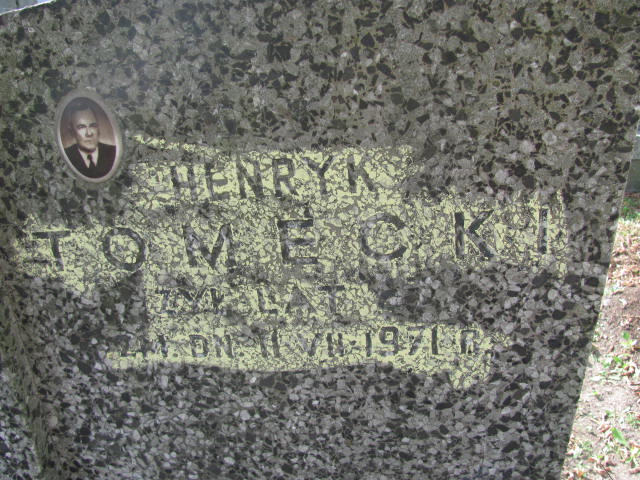 HENRYK
TOMECKI
ŻYŁ LAT
ZM. DN. 11 VII 1971 R.